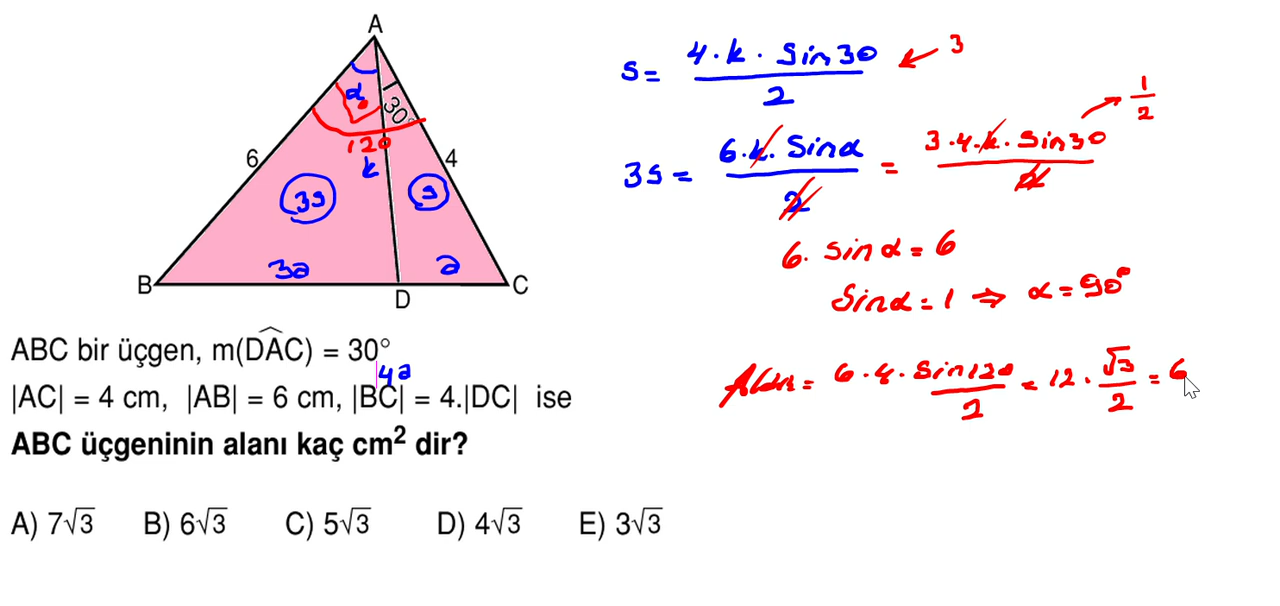 A
α
30°
120
6
k
4
3s
s
3a
a
B
D
C
s = 4.k.sin30 / 2 ← 3
3s = 6.k.sinα / 2 = 3.4.k.sin30 / 2 → 1/2
6. sinα = 6
sinα = 1 ⇒ α = 90°
Alan = 6.4.sin120 / 2 = 12.√3/2 = 6
ABC bir üçgen, m(DAC) = 30°
4a
|AC| = 4 cm, |AB| = 6 cm, |BC| = 4.|DC| ise
ABC üçgeninin alanı kaç cm² dir?
A) 7√3 B) 6√3 C) 5√3 D) 4√3 E) 3√3